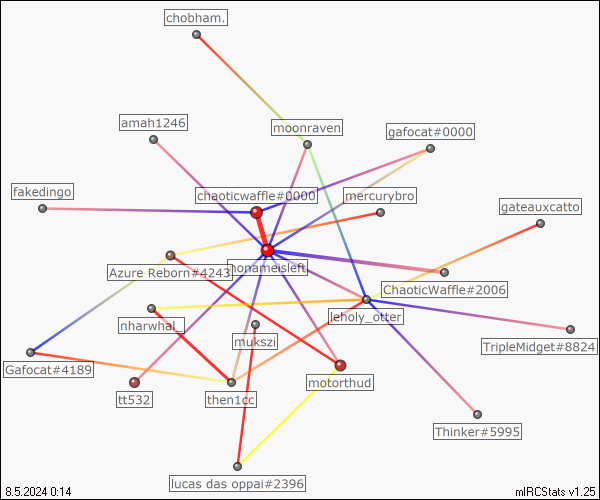 chobham.
amah1246
moonraven
gafocat#0000
fakedingo
chaoticwaffle#0000
mercurybro
gateauxcatto
Azure Reborn#4243
nonameisleft
ChaoticWaffle#2006
nharwhal_
leholy_otter
mukszi
TripleMidget#8824
Gafocat#4189
tt532
then1cc
motorthud
Thinker#5995
lucas das oppai#2396
8.5.2024 0:14
mIRCStats v1.25